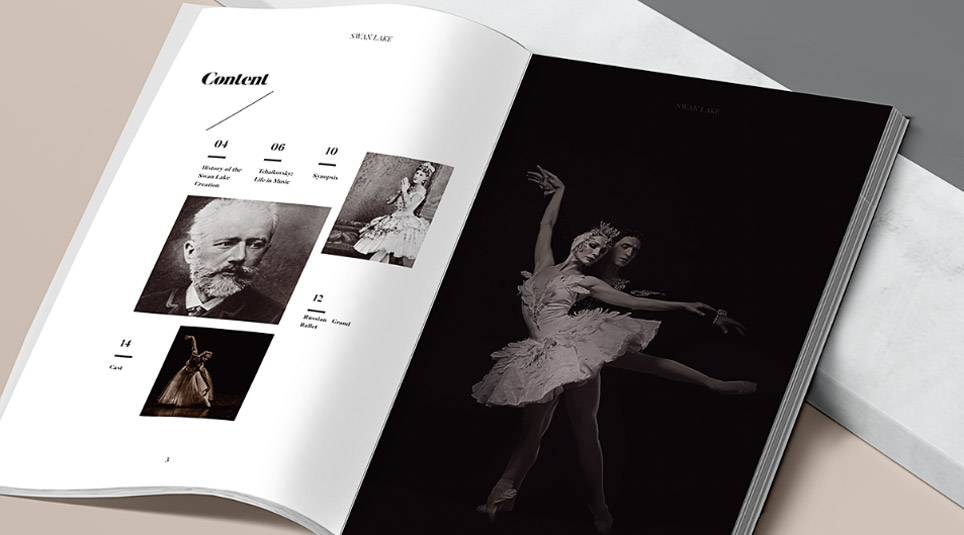 SWAN LAKE
Content
04
History of the
Swan Lake
Creation
06
Tchaikovsky:
Life in Music
10
Synopsis
12
Russian Grand
Ballet
14
Cast
3
SWAN LAKE